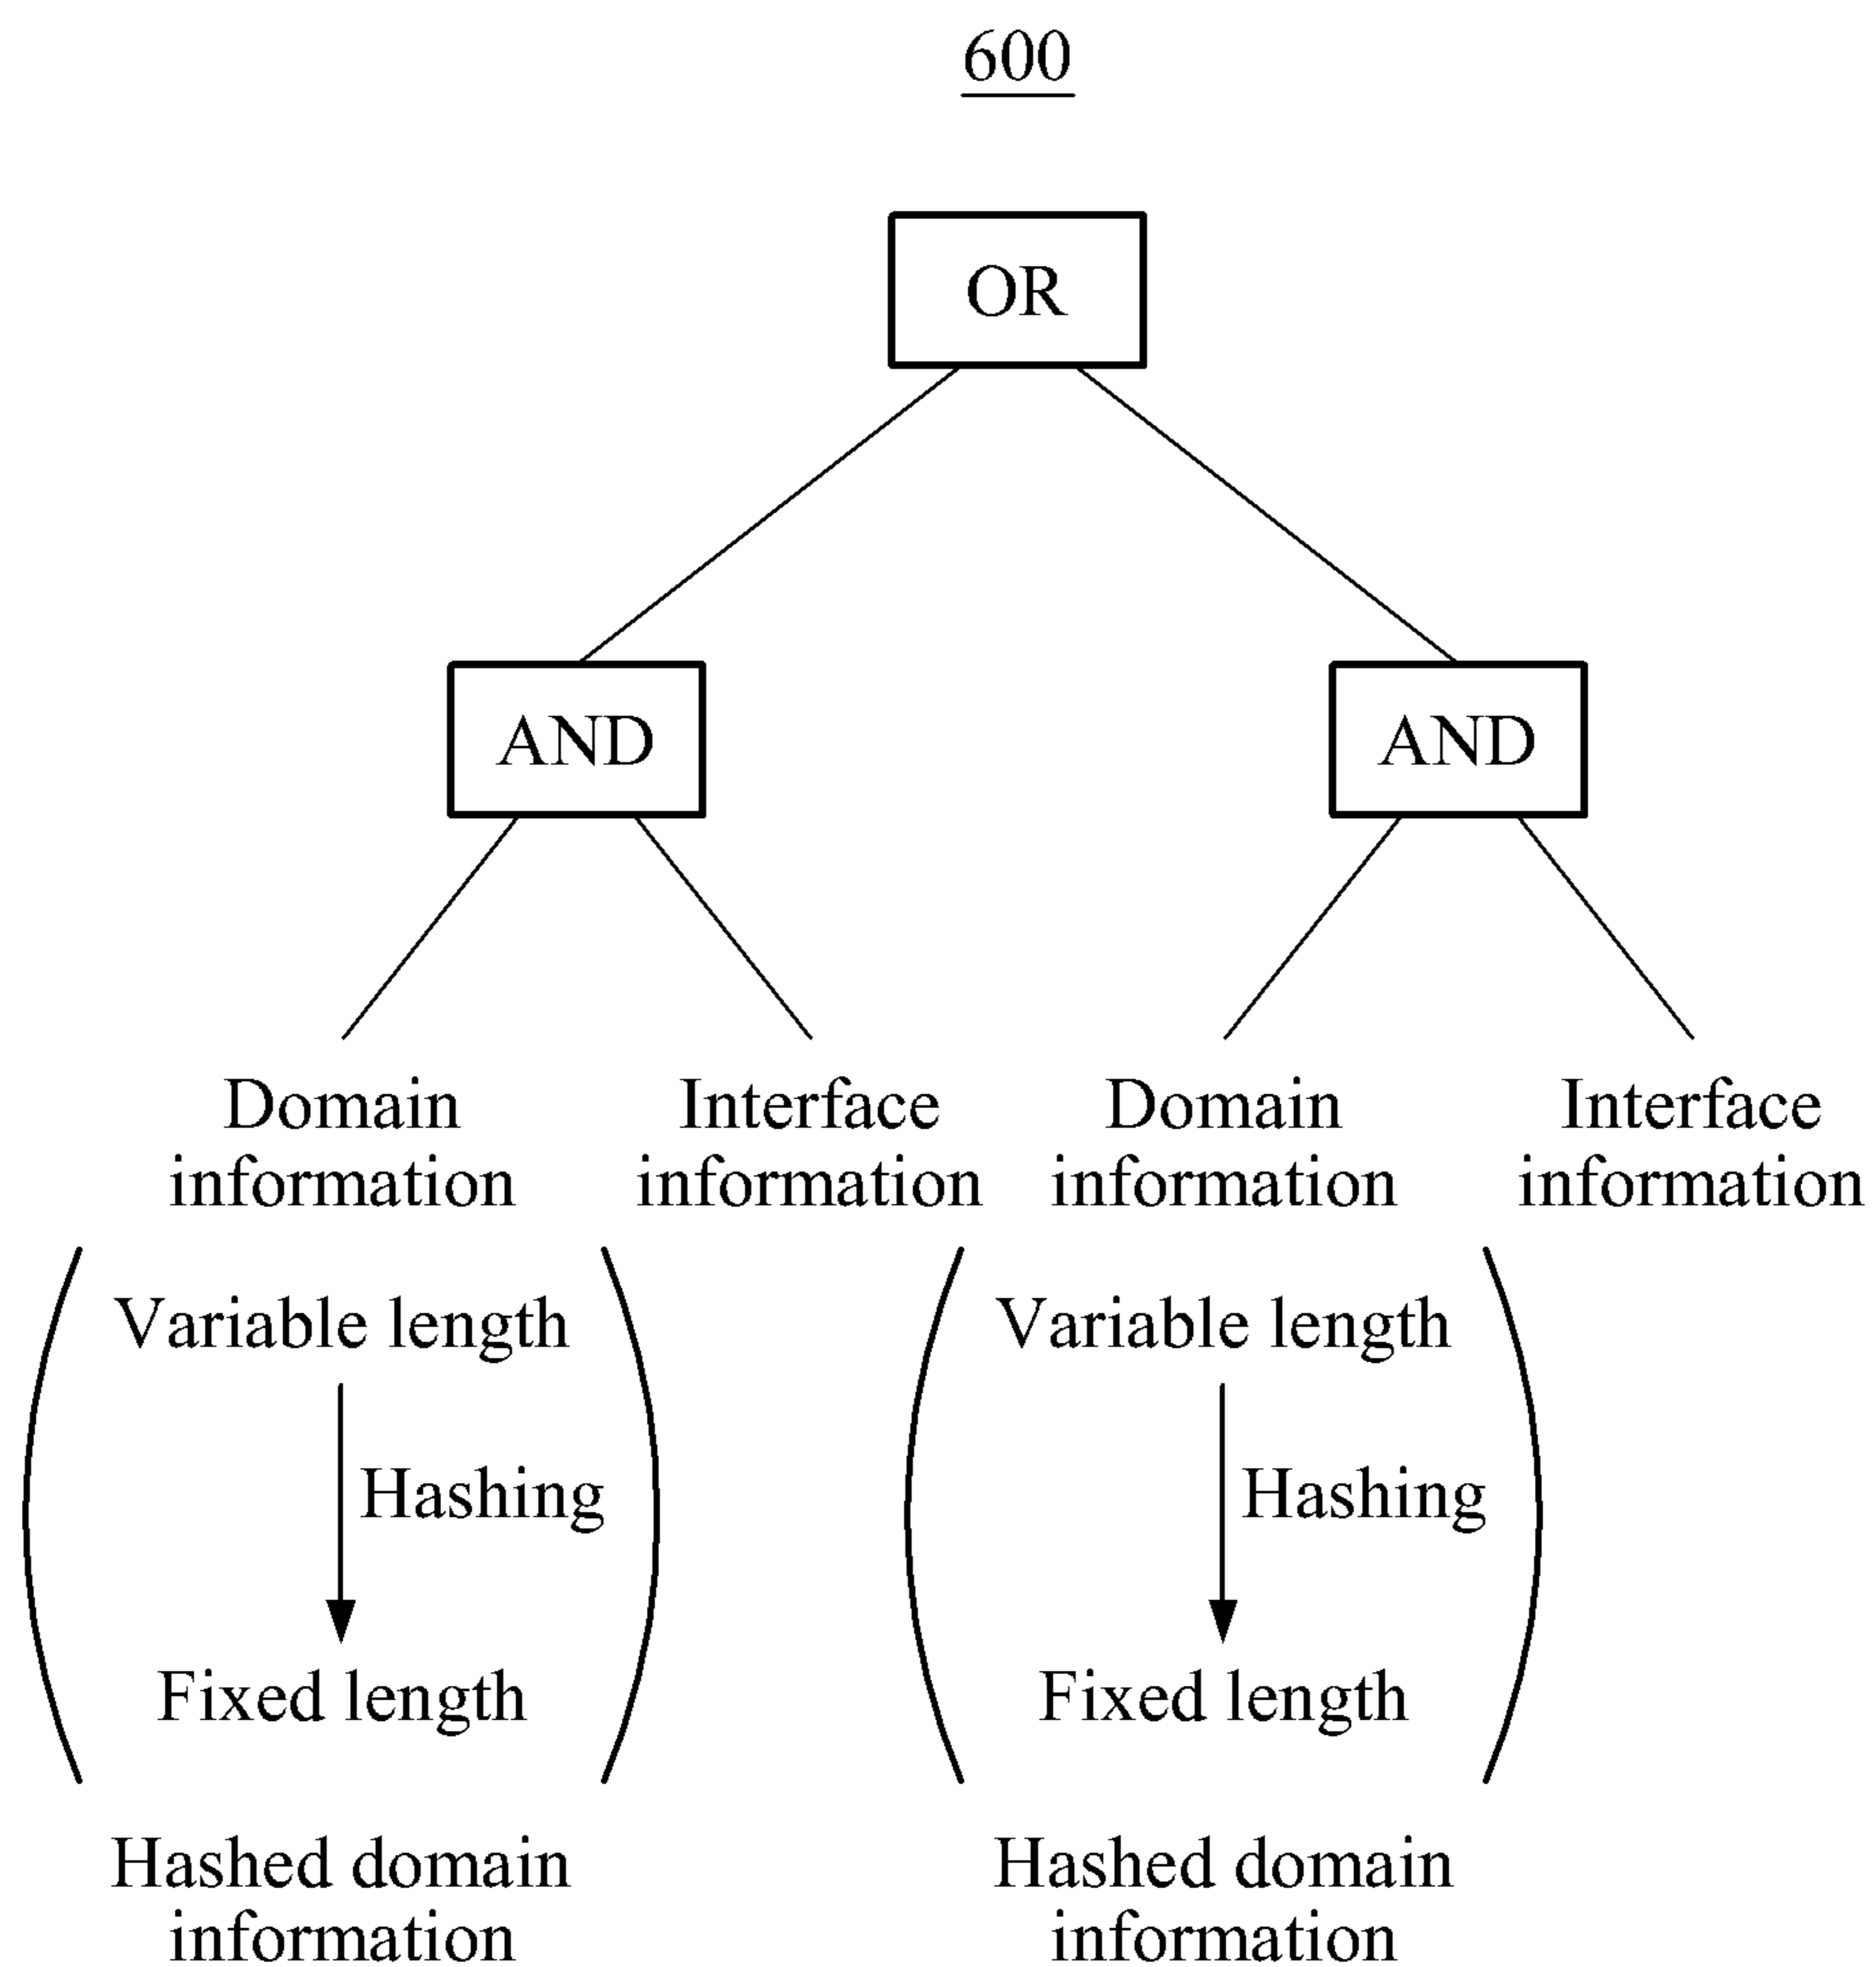 600
OR
AND
AND
Domain
information
Interface
information
Domain
information
Interface
information
Variable length
Hashing
Fixed length
Variable length
Hashing
Fixed length
Hashed domain
information
Hashed domain
information